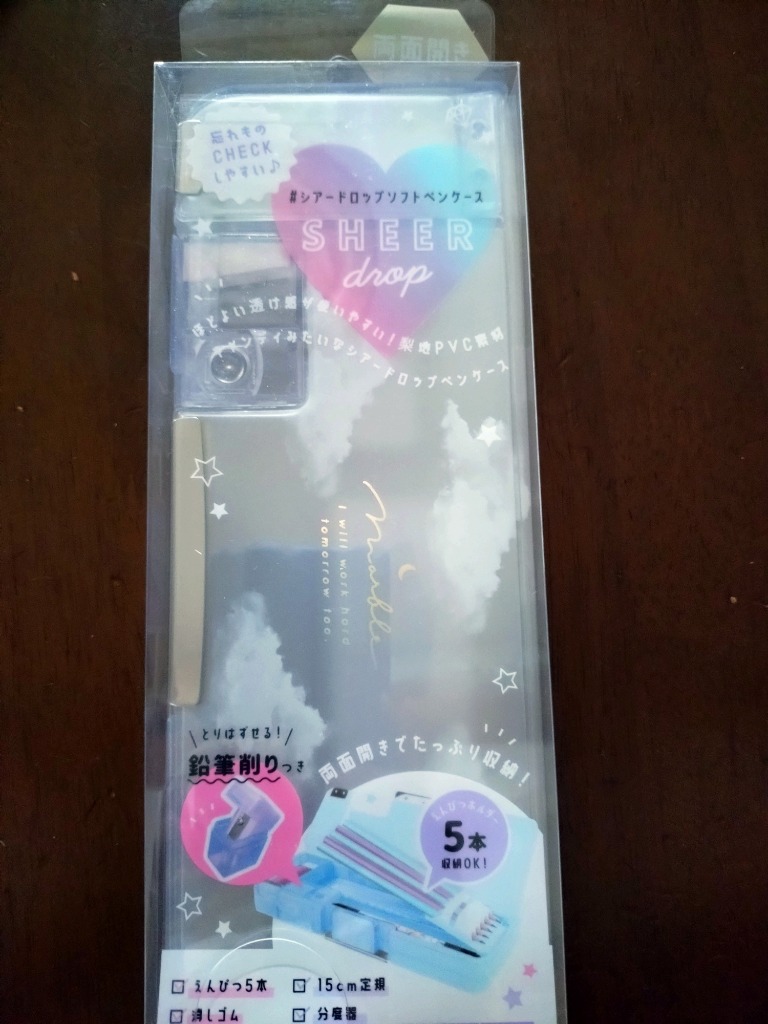 両面開き
忘れもの
CHECK
しやすい♪
#シアードロップソフトペンケース
SHEER
drop
ほどよい透け感が使いやすい!梨地PVC素材
みたいなシアードロップペンケース
Marble
I will work hard
tomorrow too.
とりはずせる!
鉛筆削りつき
両面開きでたっぷり収納!
えんぴつホルダー
5本
収納OK!
えんぴつ5本
15cm定規
消しゴム
分度器